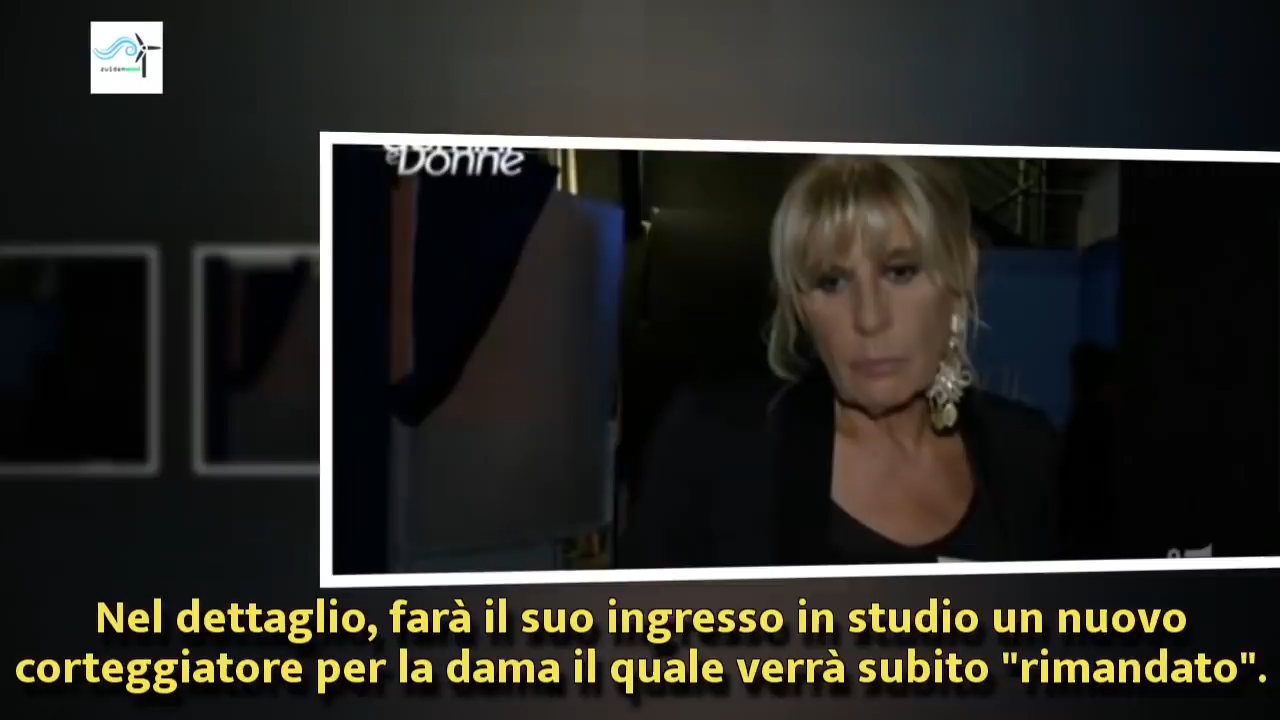 eDonne
Nel dettaglio, farà il suo ingresso in studio un nuovo
corteggiatore per la dama il quale verrà subito "rimandato".